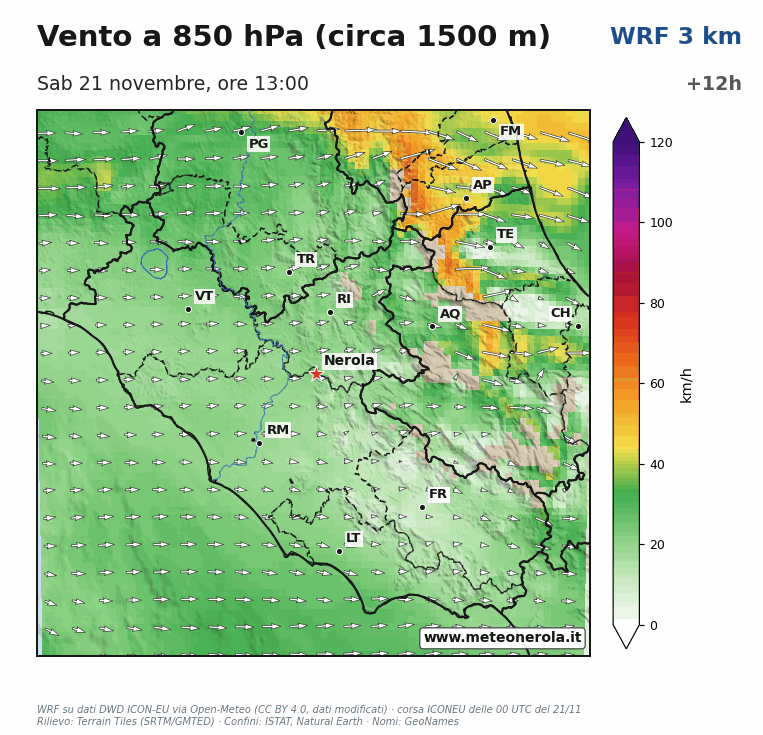 Vento a 850 hPa (circa 1500 m)
WRF 3 km
Sab 21 novembre, ore 13:00
+12h
FM
PG
AP
TE
TR
VT
RI
AQ
CH
Nerola
RM
FR
LT
www.meteonerola.it
120
100
80
60
40
20
0
km/h
WRF su dati DWD ICON-EU via Open-Meteo (CC BY 4.0, dati modificati) · corsa ICONEU delle 00 UTC del 21/11
Rilievo: Terrain Tiles (SRTM/GMTED) · Confini: ISTAT, Natural Earth · Nomi: GeoNames